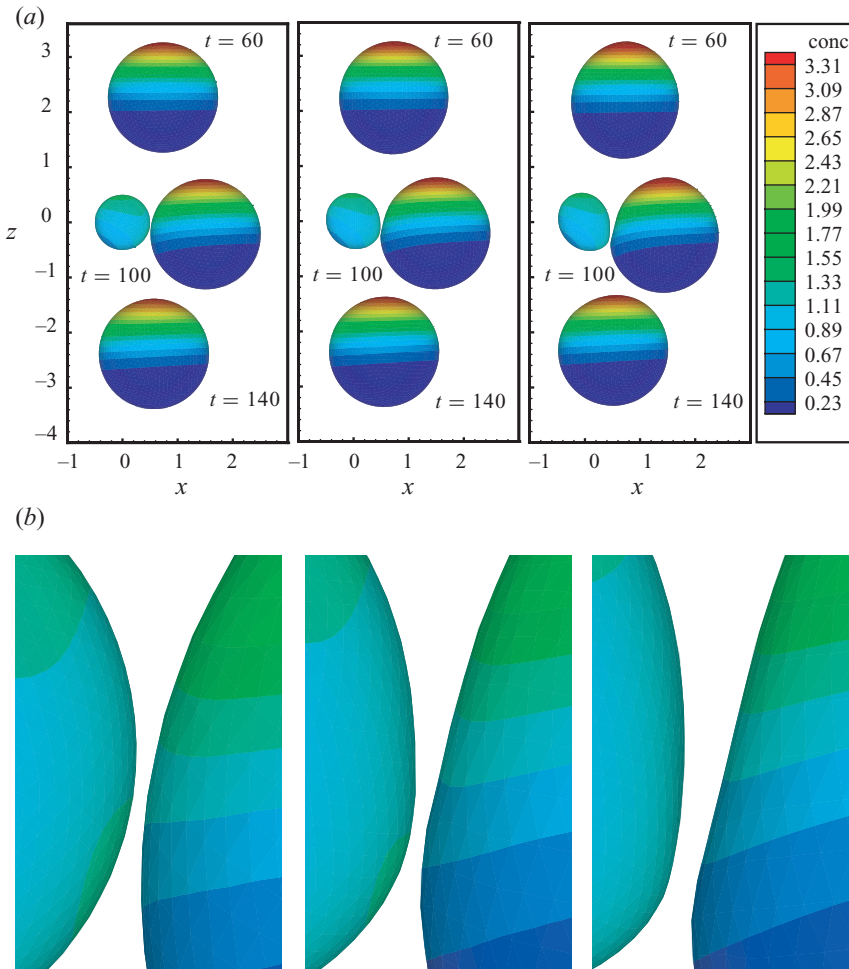 (a)
3
2
1
0
–1
–2
–3
–4
z
t = 60
t = 100
t = 140
–1 0 1 2
x
t = 60
t = 100
t = 140
–1 0 1 2
x
t = 60
t = 100
t = 140
–1 0 1 2
x
conc
3.31
3.09
2.87
2.65
2.43
2.21
1.99
1.77
1.55
1.33
1.11
0.89
0.67
0.45
0.23
(b)